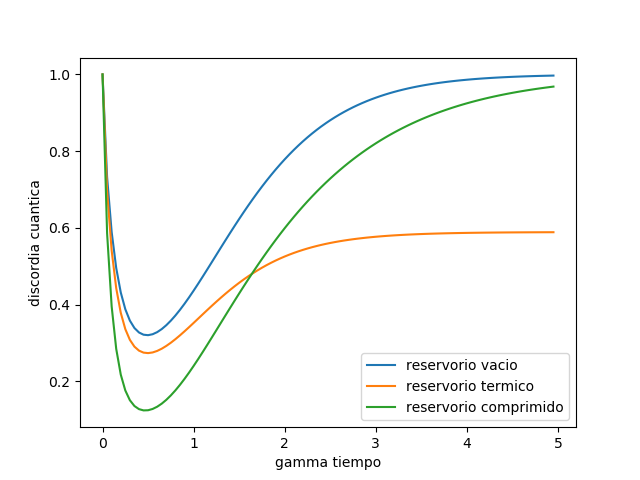 1.0
0.8
0.6
0.4
0.2
discordia cuantica
reservorio vacio
reservorio termico
reservorio comprimido
0 1 2 3 4 5
gamma tiempo